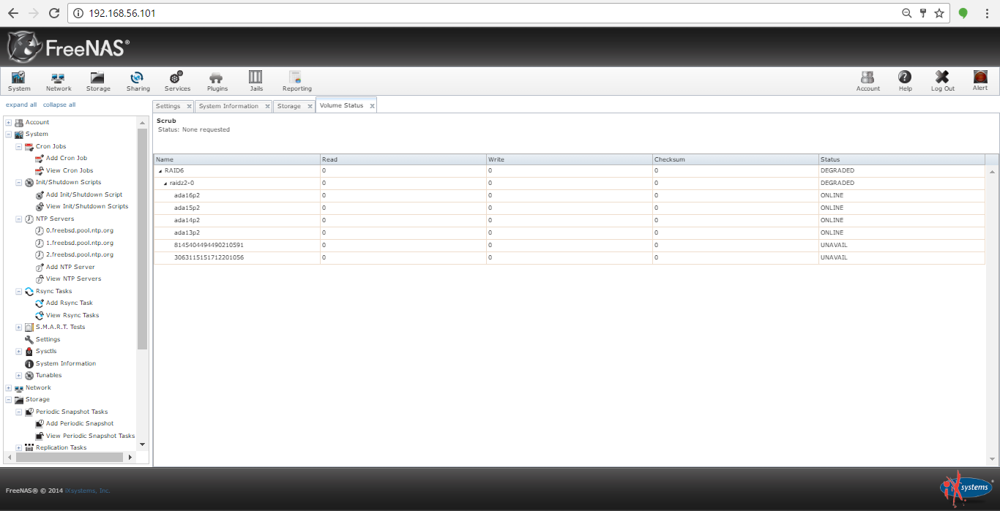 192.168.56.101
FreeNAS®
System Network Storage Sharing Services Plugins Jails Reporting Account Help Log Out Alert
expand all collapse all
Settings System Information Storage Volume Status
Scrub
Status: None requested
Name Read Write Checksum Status
RAID6 0 0 0 DEGRADED
raidz2-0 0 0 0 DEGRADED
ada16p2 0 0 0 ONLINE
ada15p2 0 0 0 ONLINE
ada14p2 0 0 0 ONLINE
ada13p2 0 0 0 ONLINE
8145404494490210591 0 0 0 UNAVAIL
3063115151712201056 0 0 0 UNAVAIL
Account
System
Cron Jobs
Add Cron Job
View Cron Jobs
Init/Shutdown Scripts
Add Init/Shutdown Script
View Init/Shutdown Scripts
NTP Servers
0.freebsd.pool.ntp.org
1.freebsd.pool.ntp.org
2.freebsd.pool.ntp.org
Add NTP Server
View NTP Servers
Rsync Tasks
Add Rsync Task
View Rsync Tasks
S.M.A.R.T. Tests
Settings
Sysctls
System Information
Tunables
Network
Storage
Periodic Snapshot Tasks
Add Periodic Snapshot
View Periodic Snapshot Tasks
Replication Tasks
FreeNAS® © 2014 iXsystems, Inc.
iXsystems